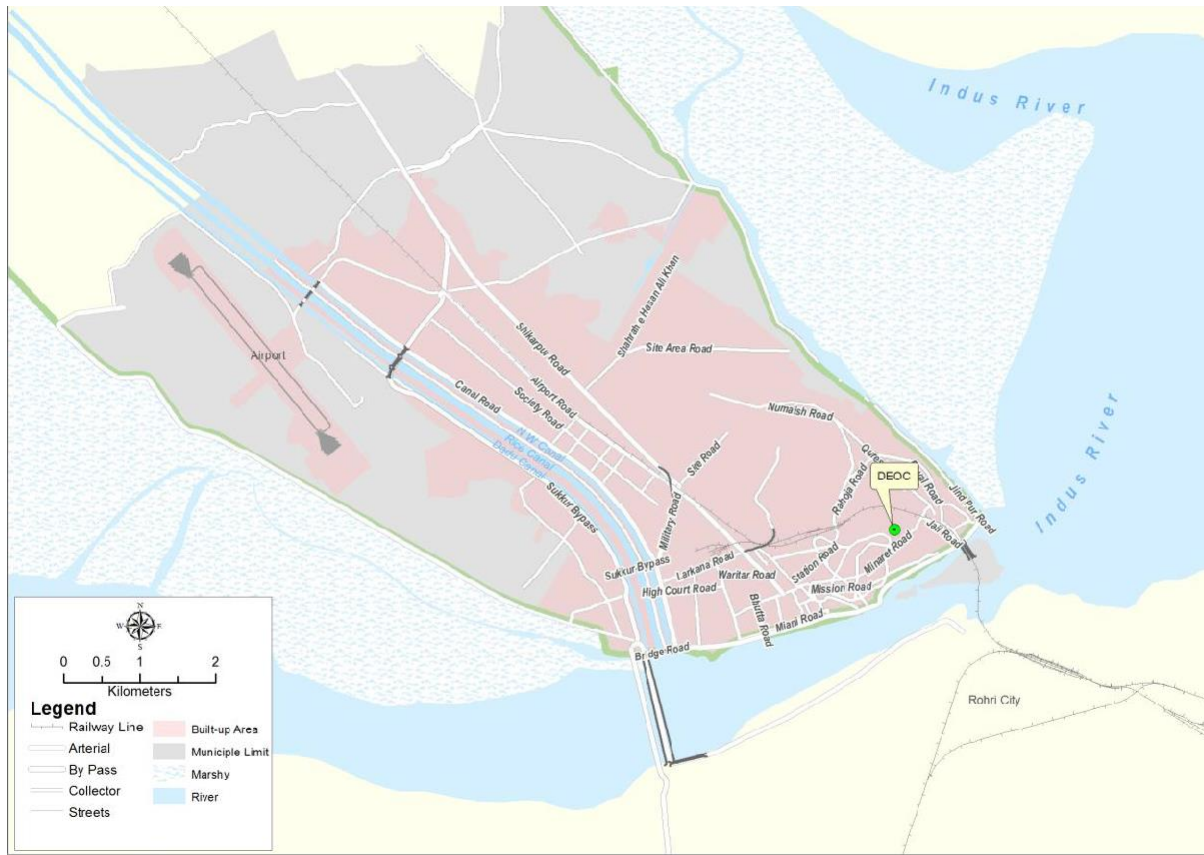 Indus River
Indus River
Shahrah e Hasan Ali Khan
Shikarpur Road
Site Area Road
Airport
Airport Road
Society Road
Canal Road
N.W Canal
Rice Canal
Dadu Canal
Numaish Road
Site Road
Rahoja Road
DEOC
Jind Pur Road
Jail Road
Sukkur Bypass
Military Road
Sukkur Bypass
Larkana Road
Station Road
Minaret Road
Waritar Road
High Court Road
Mission Road
Bhutta Road
Miani Road
Bridge Road
Rohri City
N
W E
S
0 0.5 1 2
Kilometers
Legend
Railway Line
Arterial
By Pass
Collector
Streets
Built-up Area
Municiple Limit
Marshy
River